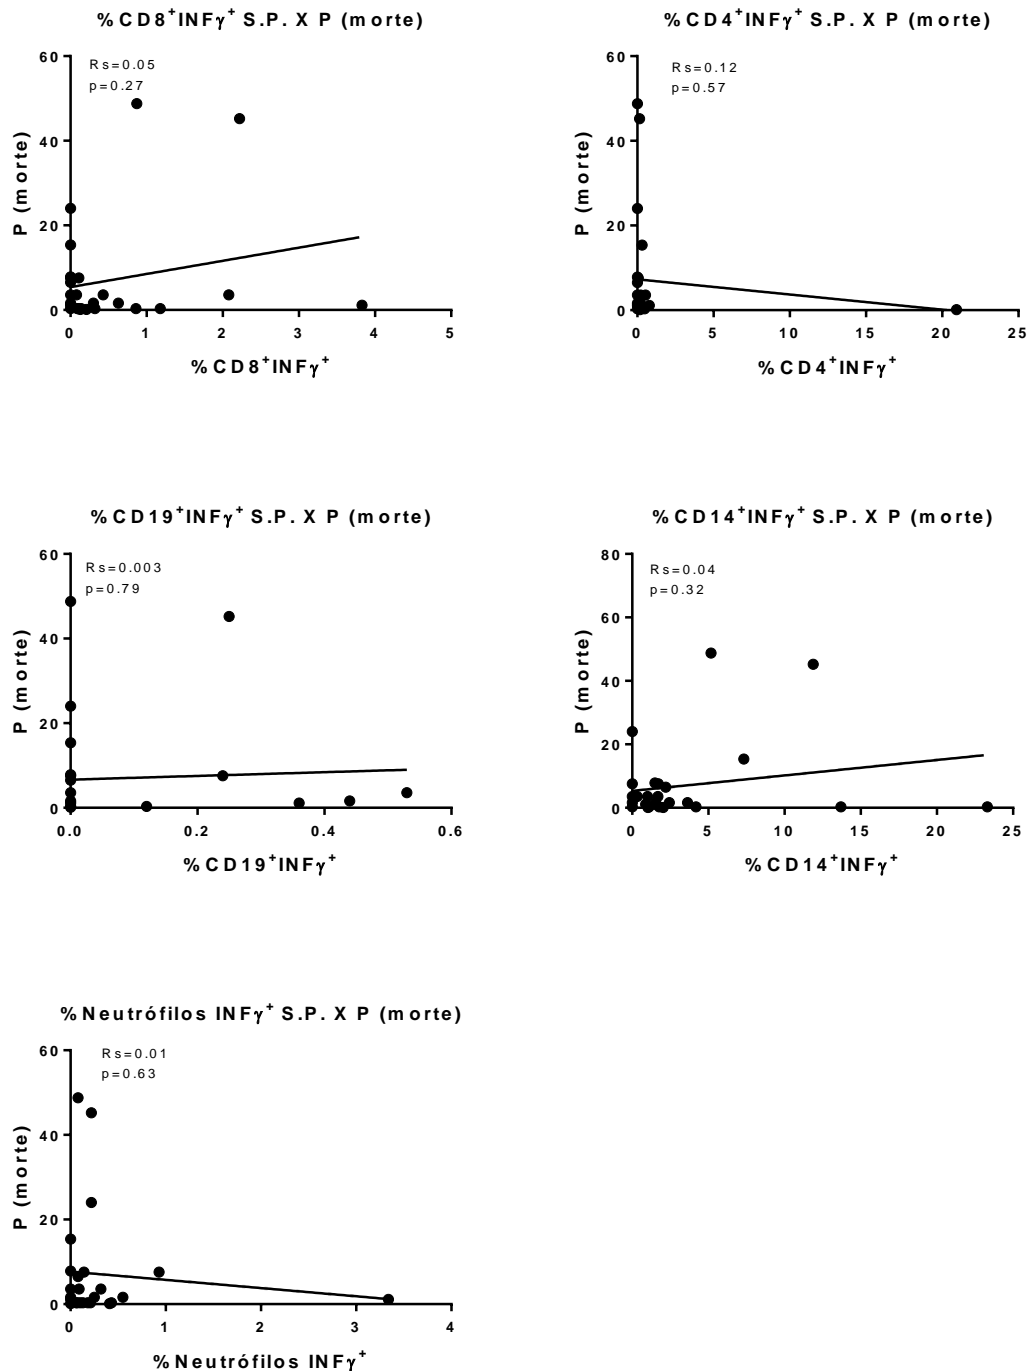 %CD8⁺INFγ⁺ S.P. X P (morte)
Rs=0.05
p=0.27
P (morte)
60
40
20
0
0 1 2 3 4 5
%CD8⁺INFγ⁺
%CD4⁺INFγ⁺ S.P. X P (morte)
Rs=0.12
p=0.57
P (morte)
60
40
20
0
0 5 10 15 20 25
%CD4⁺INFγ⁺
%CD19⁺INFγ⁺ S.P. X P (morte)
Rs=0.003
p=0.79
P (morte)
60
40
20
0
0.0 0.2 0.4 0.6
%CD19⁺INFγ⁺
%CD14⁺INFγ⁺ S.P. X P (morte)
Rs=0.04
p=0.32
P (morte)
80
60
40
20
0
0 5 10 15 20 25
%CD14⁺INFγ⁺
%Neutrófilos INFγ⁺ S.P. X P (morte)
Rs=0.01
p=0.63
P (morte)
60
40
20
0
0 1 2 3 4
%Neutrófilos INFγ⁺